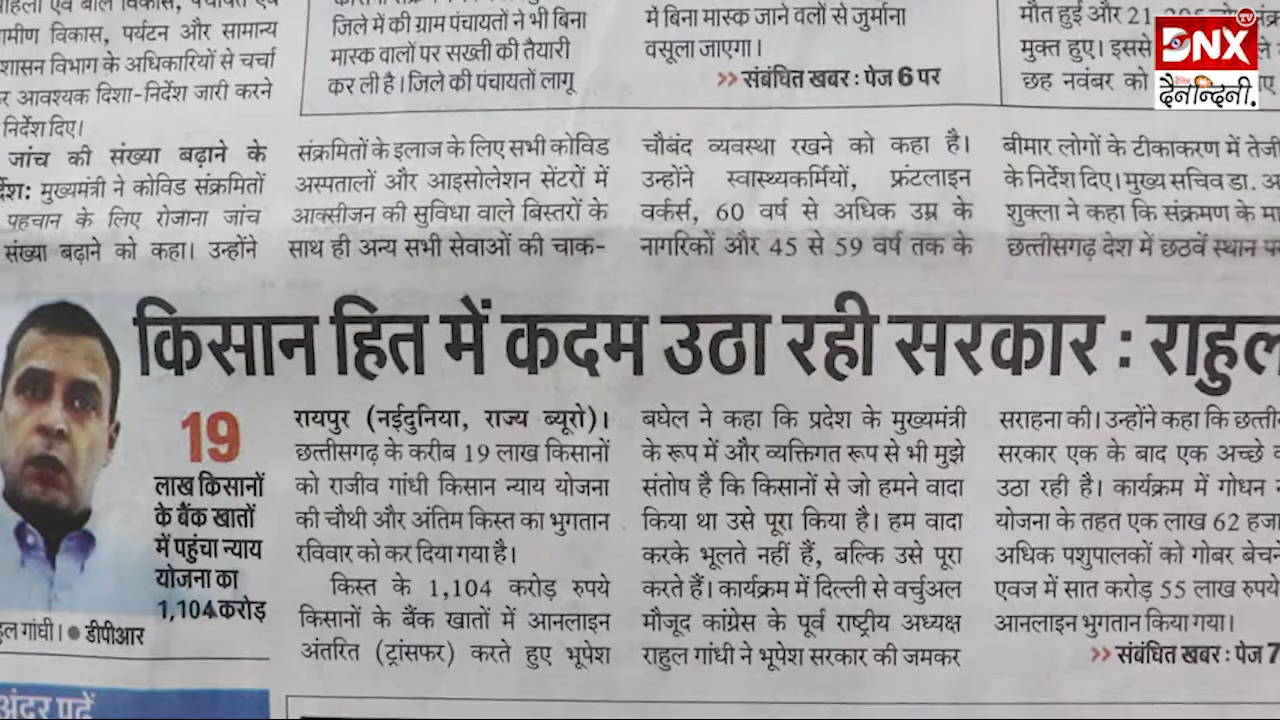 महिला एवं बाल विकास, पंचायत एवं
ग्रामीण विकास, पर्यटन और सामान्य
शासन विभाग के अधिकारियों से चर्चा
आवश्यक दिशा-निर्देश जारी करने
निर्देश दिए।
जांच की संख्या बढ़ाने के
मुख्यमंत्री ने कोविड संक्रमितों
पहचान के लिए रोजाना जांच
संख्या बढ़ाने को कहा। उन्होंने
जिले में की ग्राम पंचायतों ने भी बिना
मास्क वालों पर सख्ती की तैयारी
कर ली है। जिले की पंचायतों लागू
में बिना मास्क जाने वलों से जुर्माना
वसूला जाएगा।
>> संबंधित खबर : पेज 6 पर
संक्रमितों के इलाज के लिए सभी कोविड
अस्पतालों और आइसोलेशन सेंटरों में
आक्सीजन की सुविधा वाले बिस्तरों के
साथ ही अन्य सभी सेवाओं की चाक-
चौबंद व्यवस्था रखने को कहा है।
उन्होंने स्वास्थ्यकर्मियों, फ्रंटलाइन
वर्कर्स, 60 वर्ष से अधिक उम्र के
नागरिकों और 45 से 59 वर्ष तक के
मौत हुई और 21
मुक्त हुए। इससे
छह नवंबर को
बीमार लोगों के टीकाकरण में तेजी
के निर्देश दिए। मुख्य सचिव डा.
शुक्ला ने कहा कि संक्रमण के
छत्तीसगढ़ देश में छठवें स्थान
DNX TV
दैनन्दिनी.
किसान हित में कदम उठा रही सरकार : राहुल
19
लाख किसानों
के बैंक खातों
में पहुंचा न्याय
योजना का
1,104 करोड़
गांधी। ● डीपीआर
रायपुर (नईदुनिया, राज्य ब्यूरो)।
छत्तीसगढ़ के करीब 19 लाख किसानों
को राजीव गांधी किसान न्याय योजना
की चौथी और अंतिम किस्त का भुगतान
रविवार को कर दिया गया है।
किस्त के 1,104 करोड़ रुपये
किसानों के बैंक खातों में आनलाइन
अंतरित (ट्रांसफर) करते हुए भूपेश
बघेल ने कहा कि प्रदेश के मुख्यमंत्री
के रूप में और व्यक्तिगत रूप से भी मुझे
संतोष है कि किसानों से जो हमने वादा
किया था उसे पूरा किया है। हम वादा
करके भूलते नहीं हैं, बल्कि उसे पूरा
करते हैं। कार्यक्रम में दिल्ली से वर्चुअल
मौजूद कांग्रेस के पूर्व राष्ट्रीय अध्यक्ष
राहुल गांधी ने भूपेश सरकार की जमकर
सराहना की। उन्होंने कहा कि
सरकार एक के बाद एक अच्छे
उठा रही है। कार्यक्रम में गोधन
योजना के तहत एक लाख 62
अधिक पशुपालकों को गोबर
एवज में सात करोड़ 55 लाख रुपये
आनलाइन भुगतान किया गया।
>> संबंधित खबर : पेज 7
अंदर पढ़ें